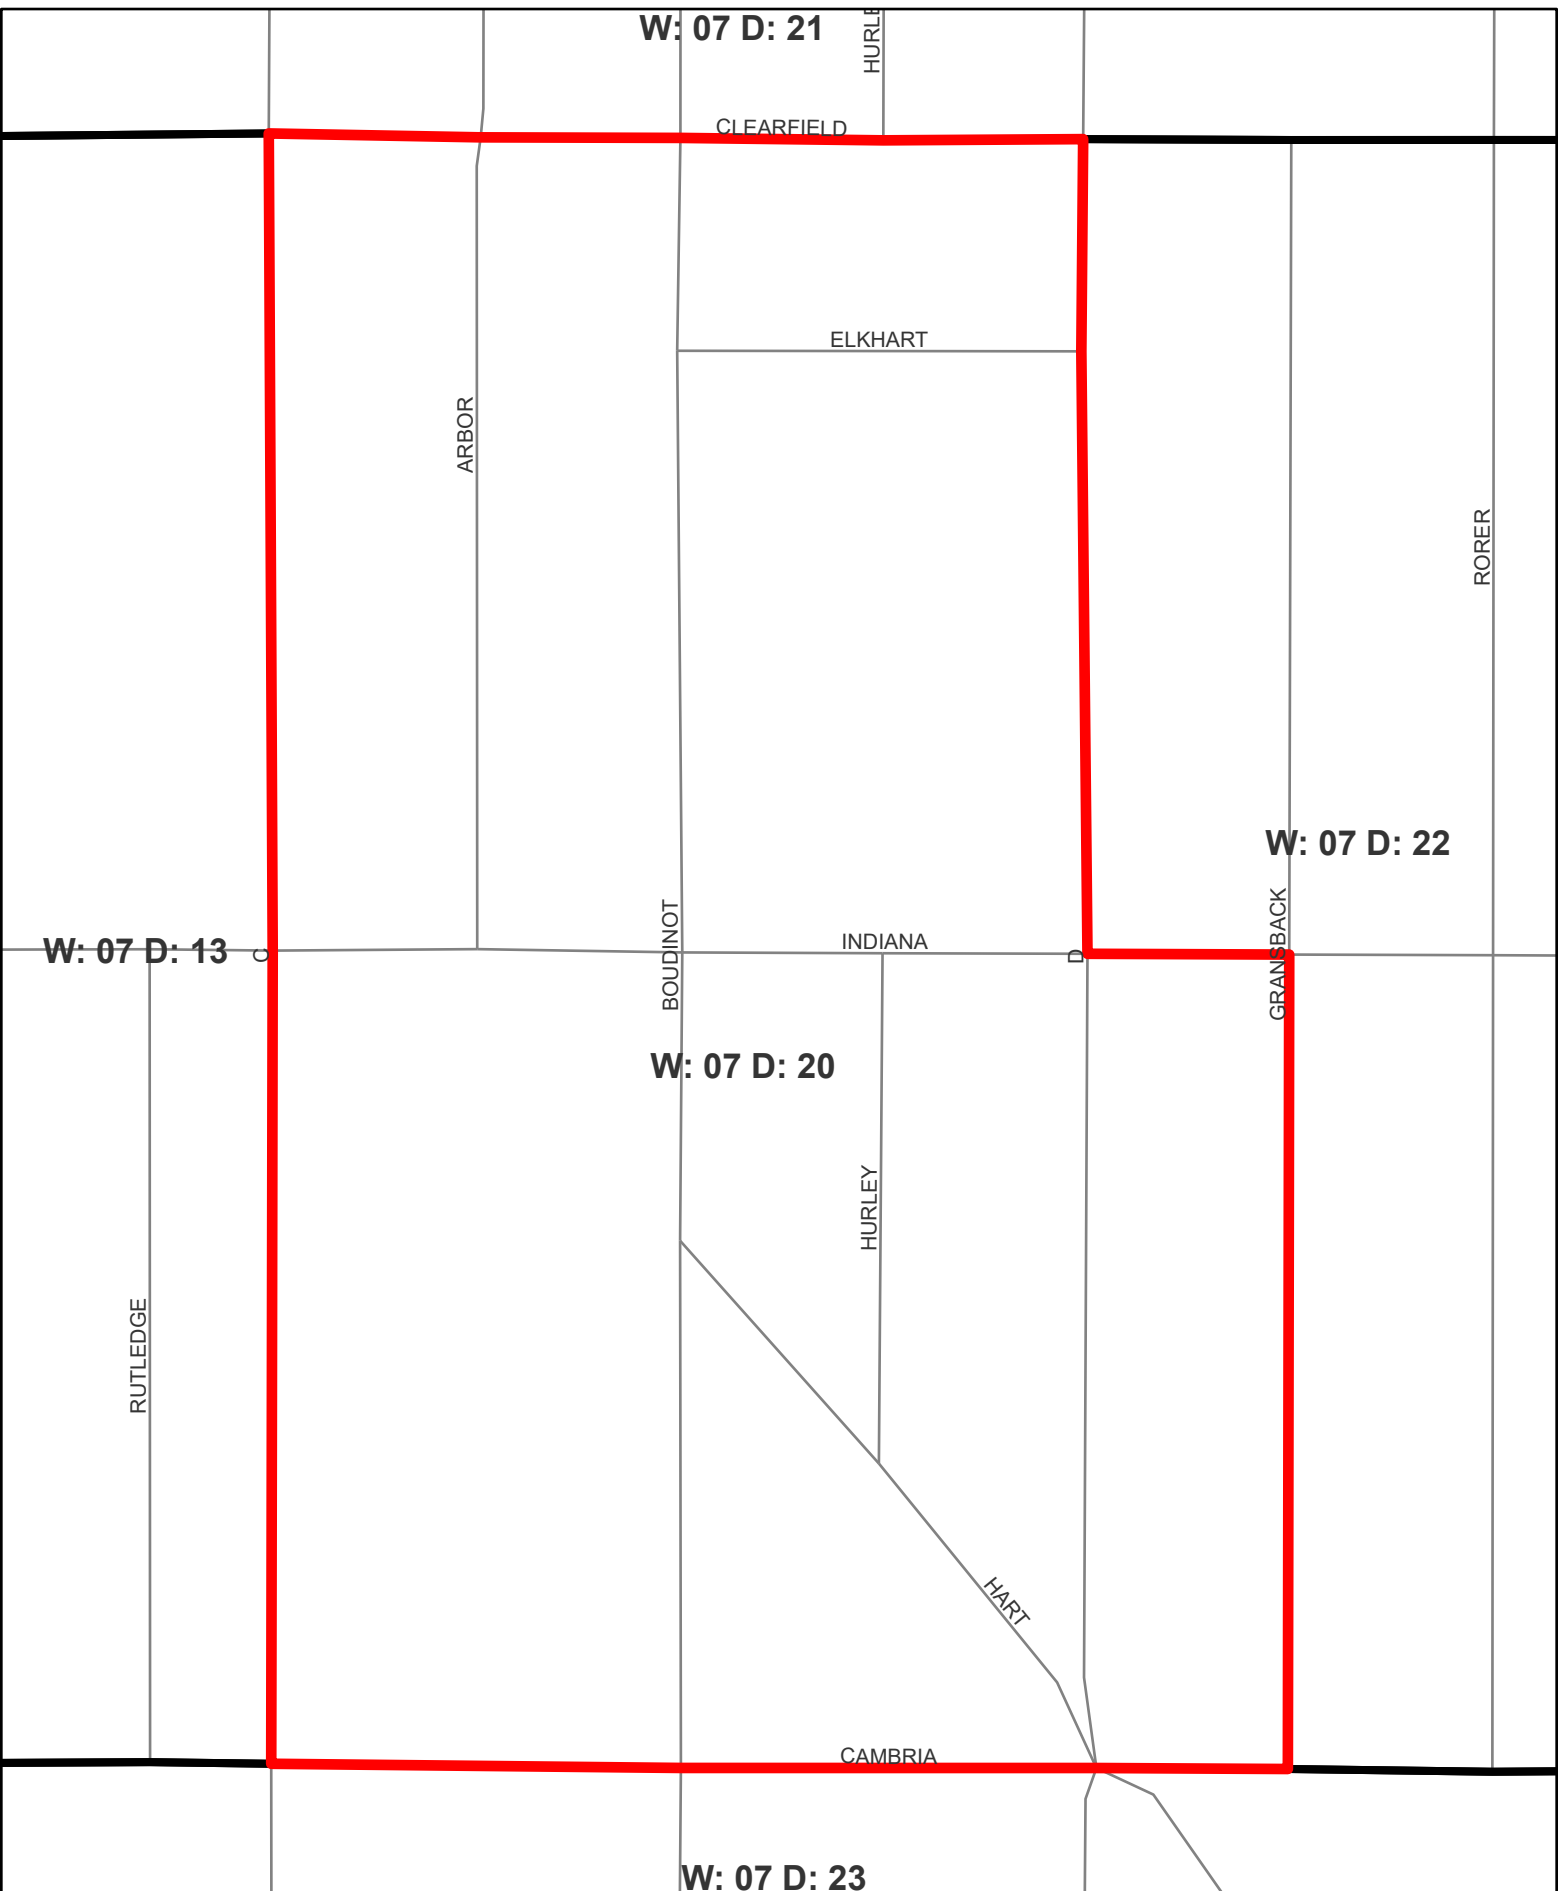 W: 07 D: 21
HURLE
CLEARFIELD
ELKHART
ARBOR
RORER
W: 07 D: 22
GRANSBACK
BOUDINOT
INDIANA
D
W: 07 D: 13
C
W: 07 D: 20
HURLEY
RUTLEDGE
HART
CAMBRIA
W: 07 D: 23